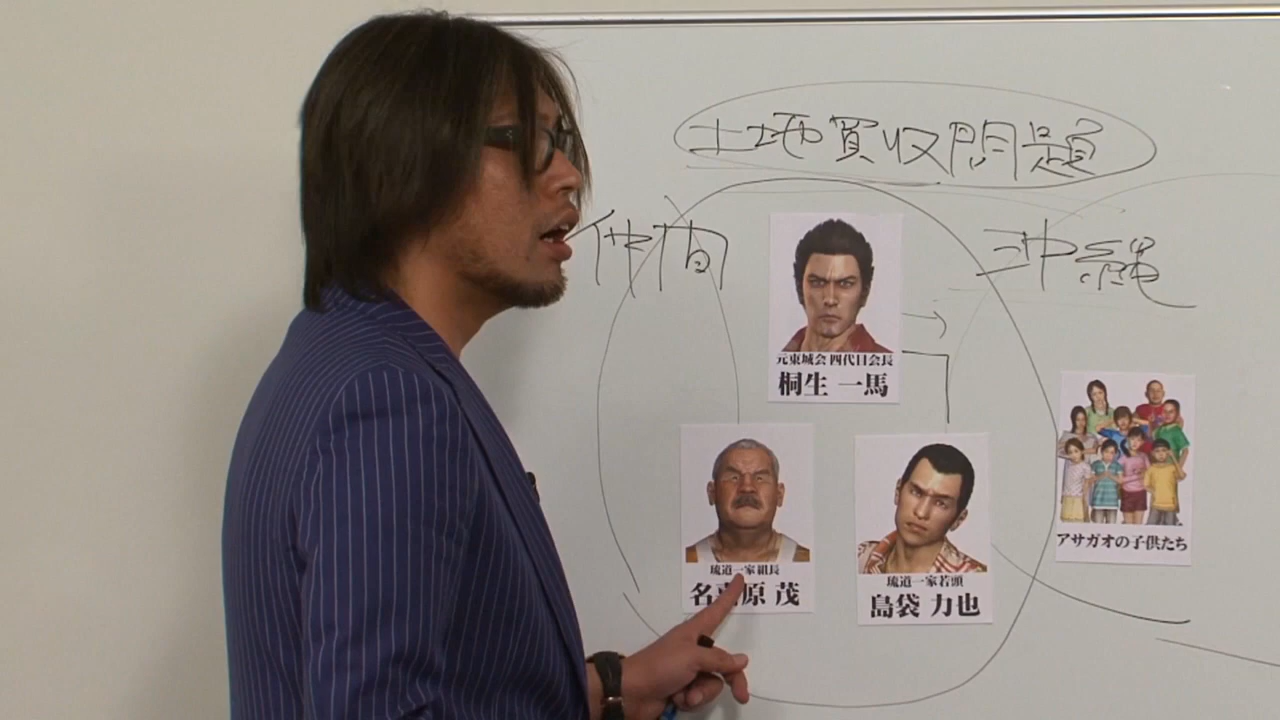 土地買収問題
仲間
沖縄
元東城会 四代目会長
桐生 一馬
琉道一家 組長
名嘉原 茂
琉道一家若頭
島袋 力也
アサガオの子供たち